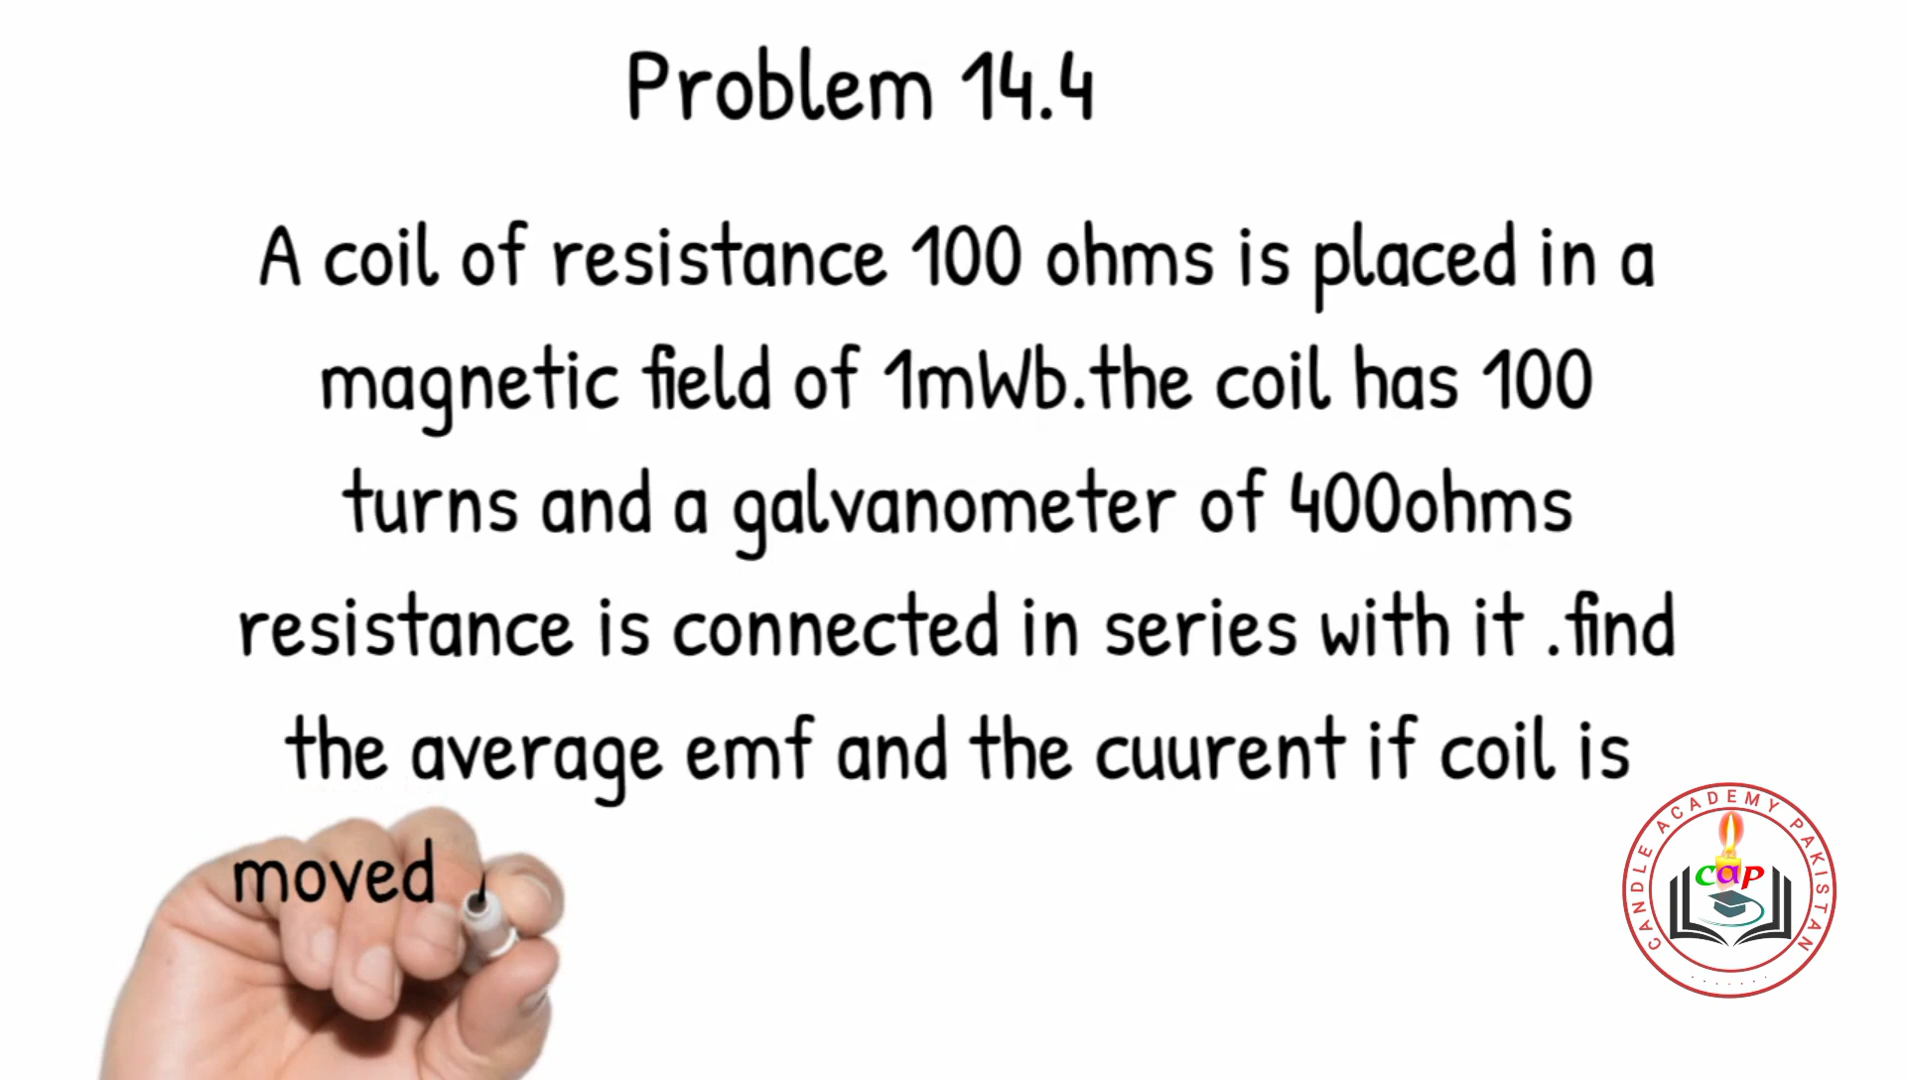 Problem 14.4
A coil of resistance 100 ohms is placed in a
magnetic field of 1mWb.the coil has 100
turns and a galvanometer of 400ohms
resistance is connected in series with it .find
the average emf and the cuurent if coil is
moved
CANDLE ACADEMY PAKISTAN
cap